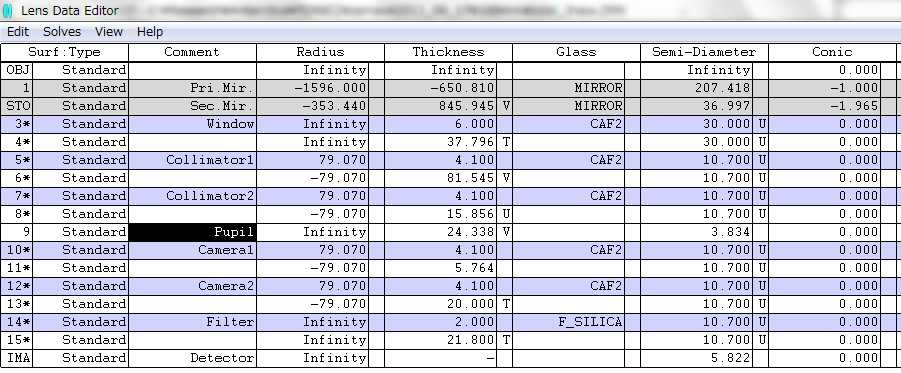 Lens Data Editor
Edit Solves View Help
Surf:Type Comment Radius Thickness Glass Semi-Diameter Conic
OBJ Standard Infinity Infinity Infinity 0.000
1 Standard Pri.Mir. -1596.000 -650.810 MIRROR 207.418 -1.000
STO Standard Sec.Mir. -353.440 845.945 V MIRROR 36.997 -1.965
3* Standard Window Infinity 6.000 CAF2 30.000 U 0.000
4* Standard Infinity 37.796 T 30.000 U 0.000
5* Standard Collimator1 79.070 4.100 CAF2 10.700 U 0.000
6* Standard -79.070 81.545 V 10.700 U 0.000
7* Standard Collimator2 79.070 4.100 CAF2 10.700 U 0.000
8* Standard -79.070 15.856 U 10.700 U 0.000
9 Standard Pupil Infinity 24.338 V 3.834 0.000
10* Standard Camera1 79.070 4.100 CAF2 10.700 U 0.000
11* Standard -79.070 5.764 10.700 U 0.000
12* Standard Camera2 79.070 4.100 CAF2 10.700 U 0.000
13* Standard -79.070 20.000 T 10.700 U 0.000
14* Standard Filter Infinity 2.000 F_SILICA 10.700 U 0.000
15* Standard Infinity 21.800 T 10.700 U 0.000
IMA Standard Detector Infinity - 5.822 0.000